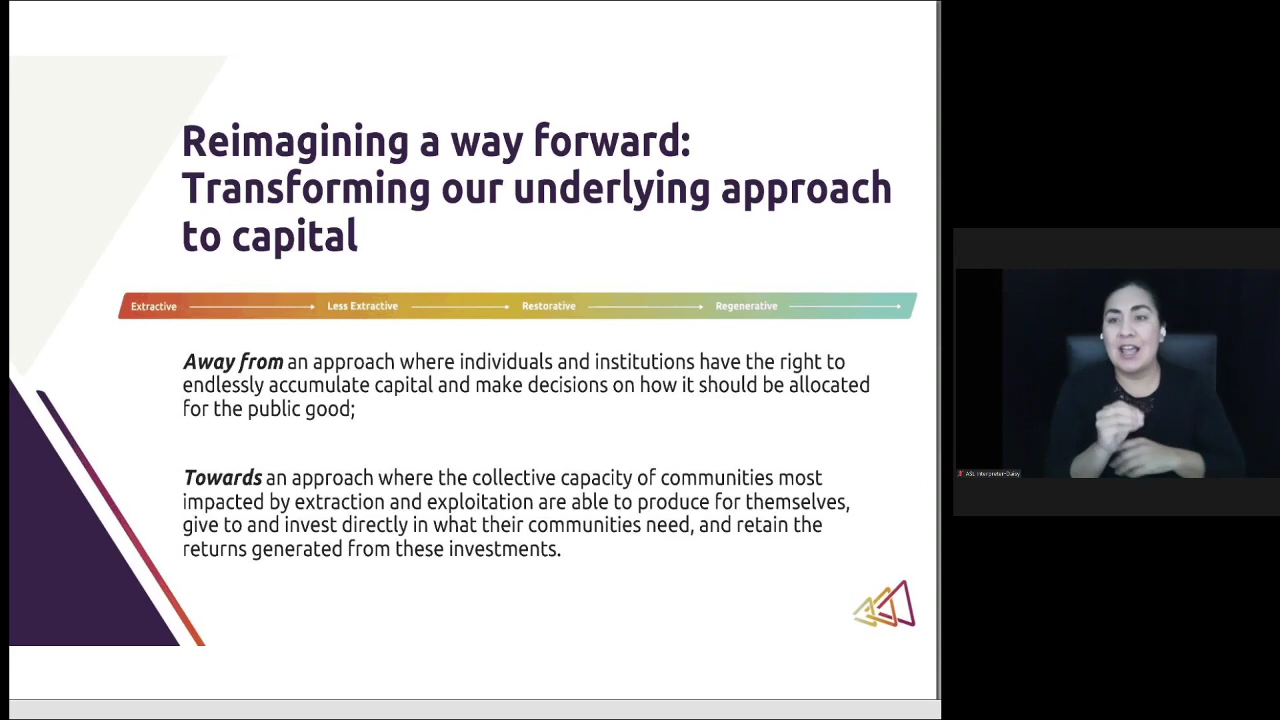 Reimagining a way forward:
Transforming our underlying approach
to capital
Extractive
Less Extractive
Restorative
Regenerative
Away from an approach where individuals and institutions have the right to
endlessly accumulate capital and make decisions on how it should be allocated
for the public good;
Towards an approach where the collective capacity of communities most
impacted by extraction and exploitation are able to produce for themselves,
give to and invest directly in what their communities need, and retain the
returns generated from these investments.
ASL Interpreter-Daisy